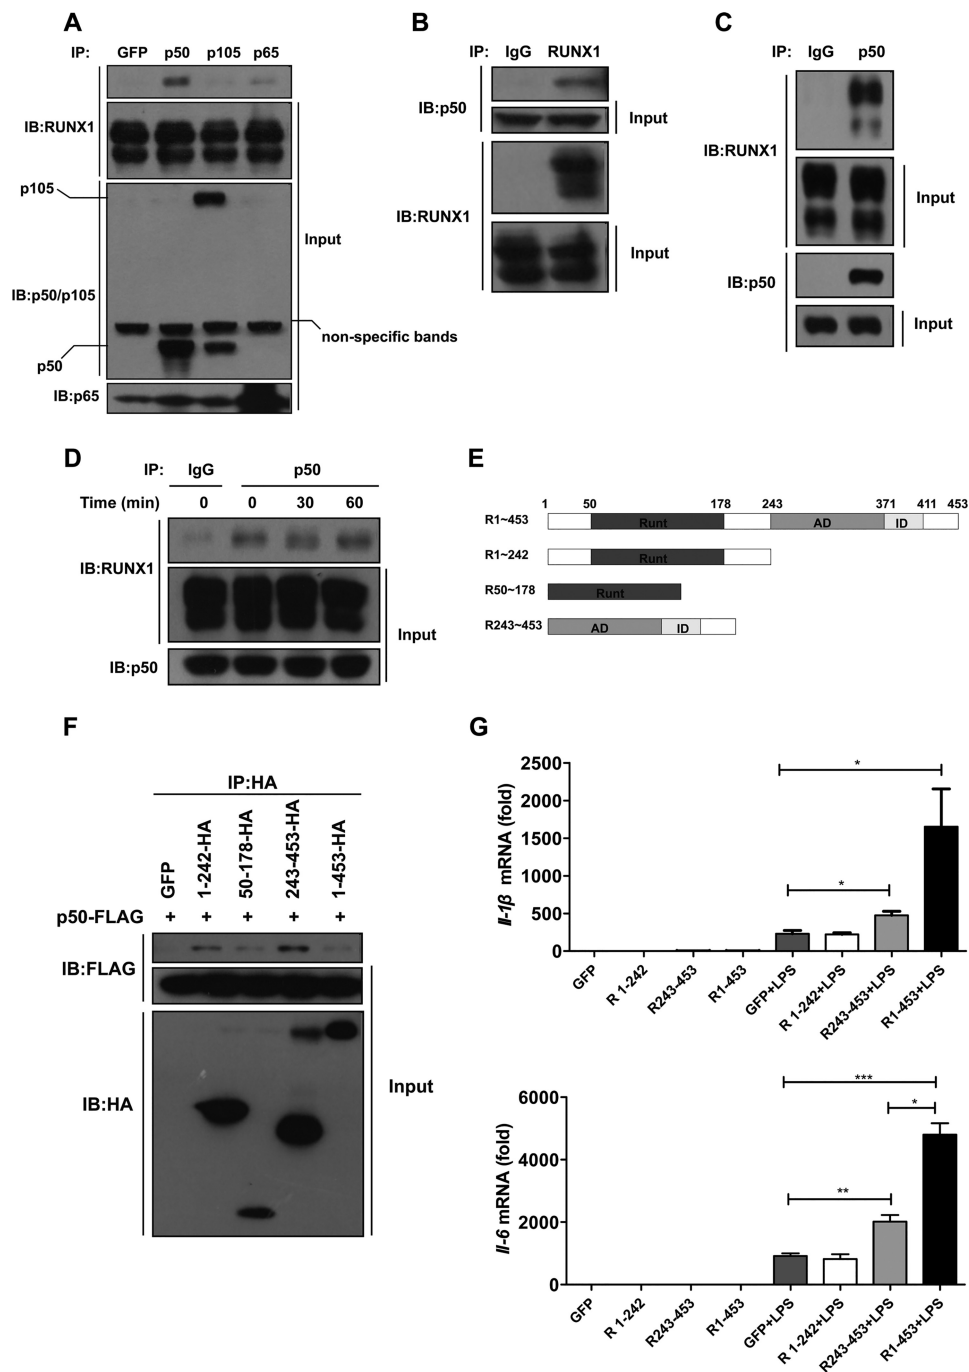 A
IP: GFP p50 p105 p65
IB:RUNX1
p105
Input
IB:p50/p105
non-specific bands
p50
IB:p65
B
IP: IgG RUNX1
IB:p50
Input
IB:RUNX1
Input
C
IP: IgG p50
IB:RUNX1
Input
IB:p50
Input
D
IP: IgG p50
Time (min) 0 0 30 60
IB:RUNX1
Input
IB:p50
E
1 50 178 243 371 411 453
R1~453 Runt AD ID
R1~242 Runt
R50~178 Runt
R243~453 AD ID
F
IP:HA
GFP 1-242-HA 50-178-HA 243-453-HA 1-453-HA
p50-FLAG + + + + +
IB:FLAG
IB:HA
Input
G
Il-1β mRNA (fold)
2500
2000
1500
1000
500
0
*
*
GFP R 1-242 R243-453 R1-453 GFP+LPS R 1-242+LPS R243-453+LPS R1-453+LPS
Il-6 mRNA (fold)
6000
4000
2000
0
***
*
**
GFP R 1-242 R243-453 R1-453 GFP+LPS R 1-242+LPS R243-453+LPS R1-453+LPS